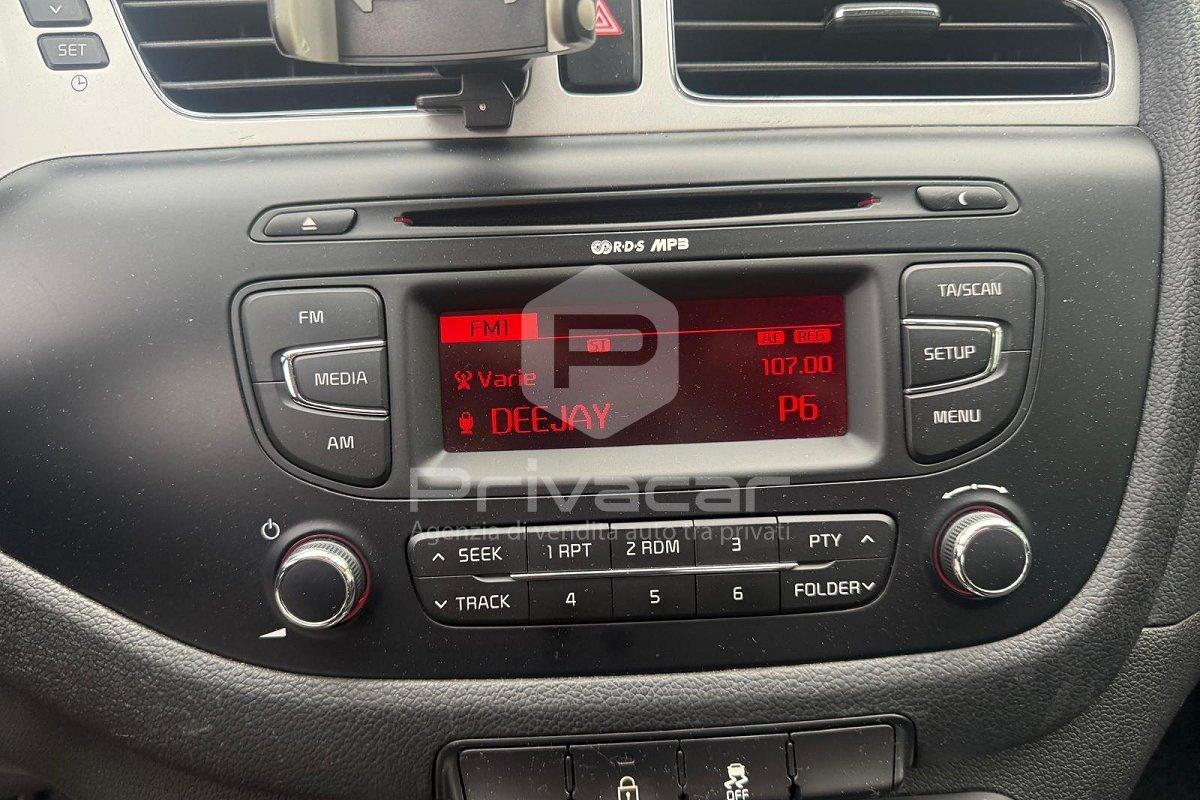 SET
R·D·S MP3
FM
MEDIA
AM
TA/SCAN
SETUP
MENU
FM1
ST
AF REG
Varie
107.00
DEEJAY
P6
P
Privacar
Agenzia di vendita auto tra privati
SEEK
1 RPT
2 RDM
3
PTY
TRACK
4
5
6
FOLDER
OFF